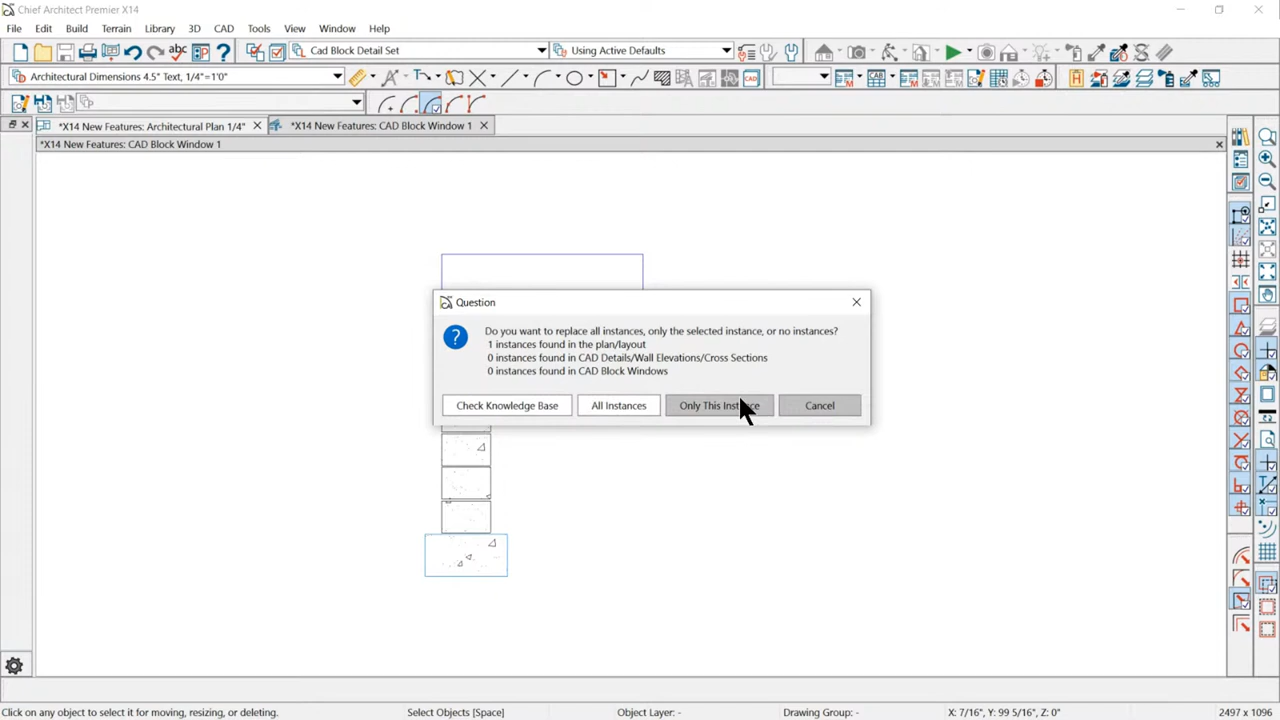 Chief Architect Premier X14
File Edit Build Terrain Library 3D CAD Tools View Window Help
Cad Block Detail Set Using Active Defaults
Architectural Dimensions 4.5" Text, 1/4"=1'0"
*X14 New Features: Architectural Plan 1/4" *X14 New Features: CAD Block Window 1
*X14 New Features: CAD Block Window 1
Question
Do you want to replace all instances, only the selected instance, or no instances?
1 instances found in the plan/layout
0 instances found in CAD Details/Wall Elevations/Cross Sections
0 instances found in CAD Block Windows
Check Knowledge Base All Instances Only This Instance Cancel
Click on any object to select it for moving, resizing, or deleting. Select Objects [Space] Object Layer: - Drawing Group: - X: 7/16", Y: 99 5/16", Z: 0" 2497 x 1096